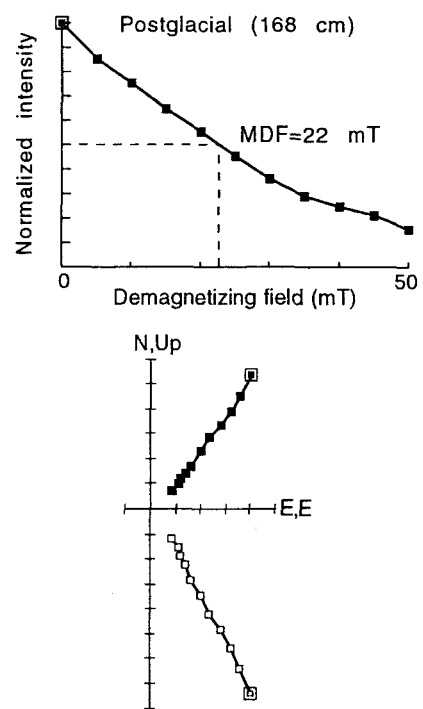 Postglacial (168 cm)
Normalized intensity
MDF=22 mT
0
50
Demagnetizing field (mT)
N,Up
E,E